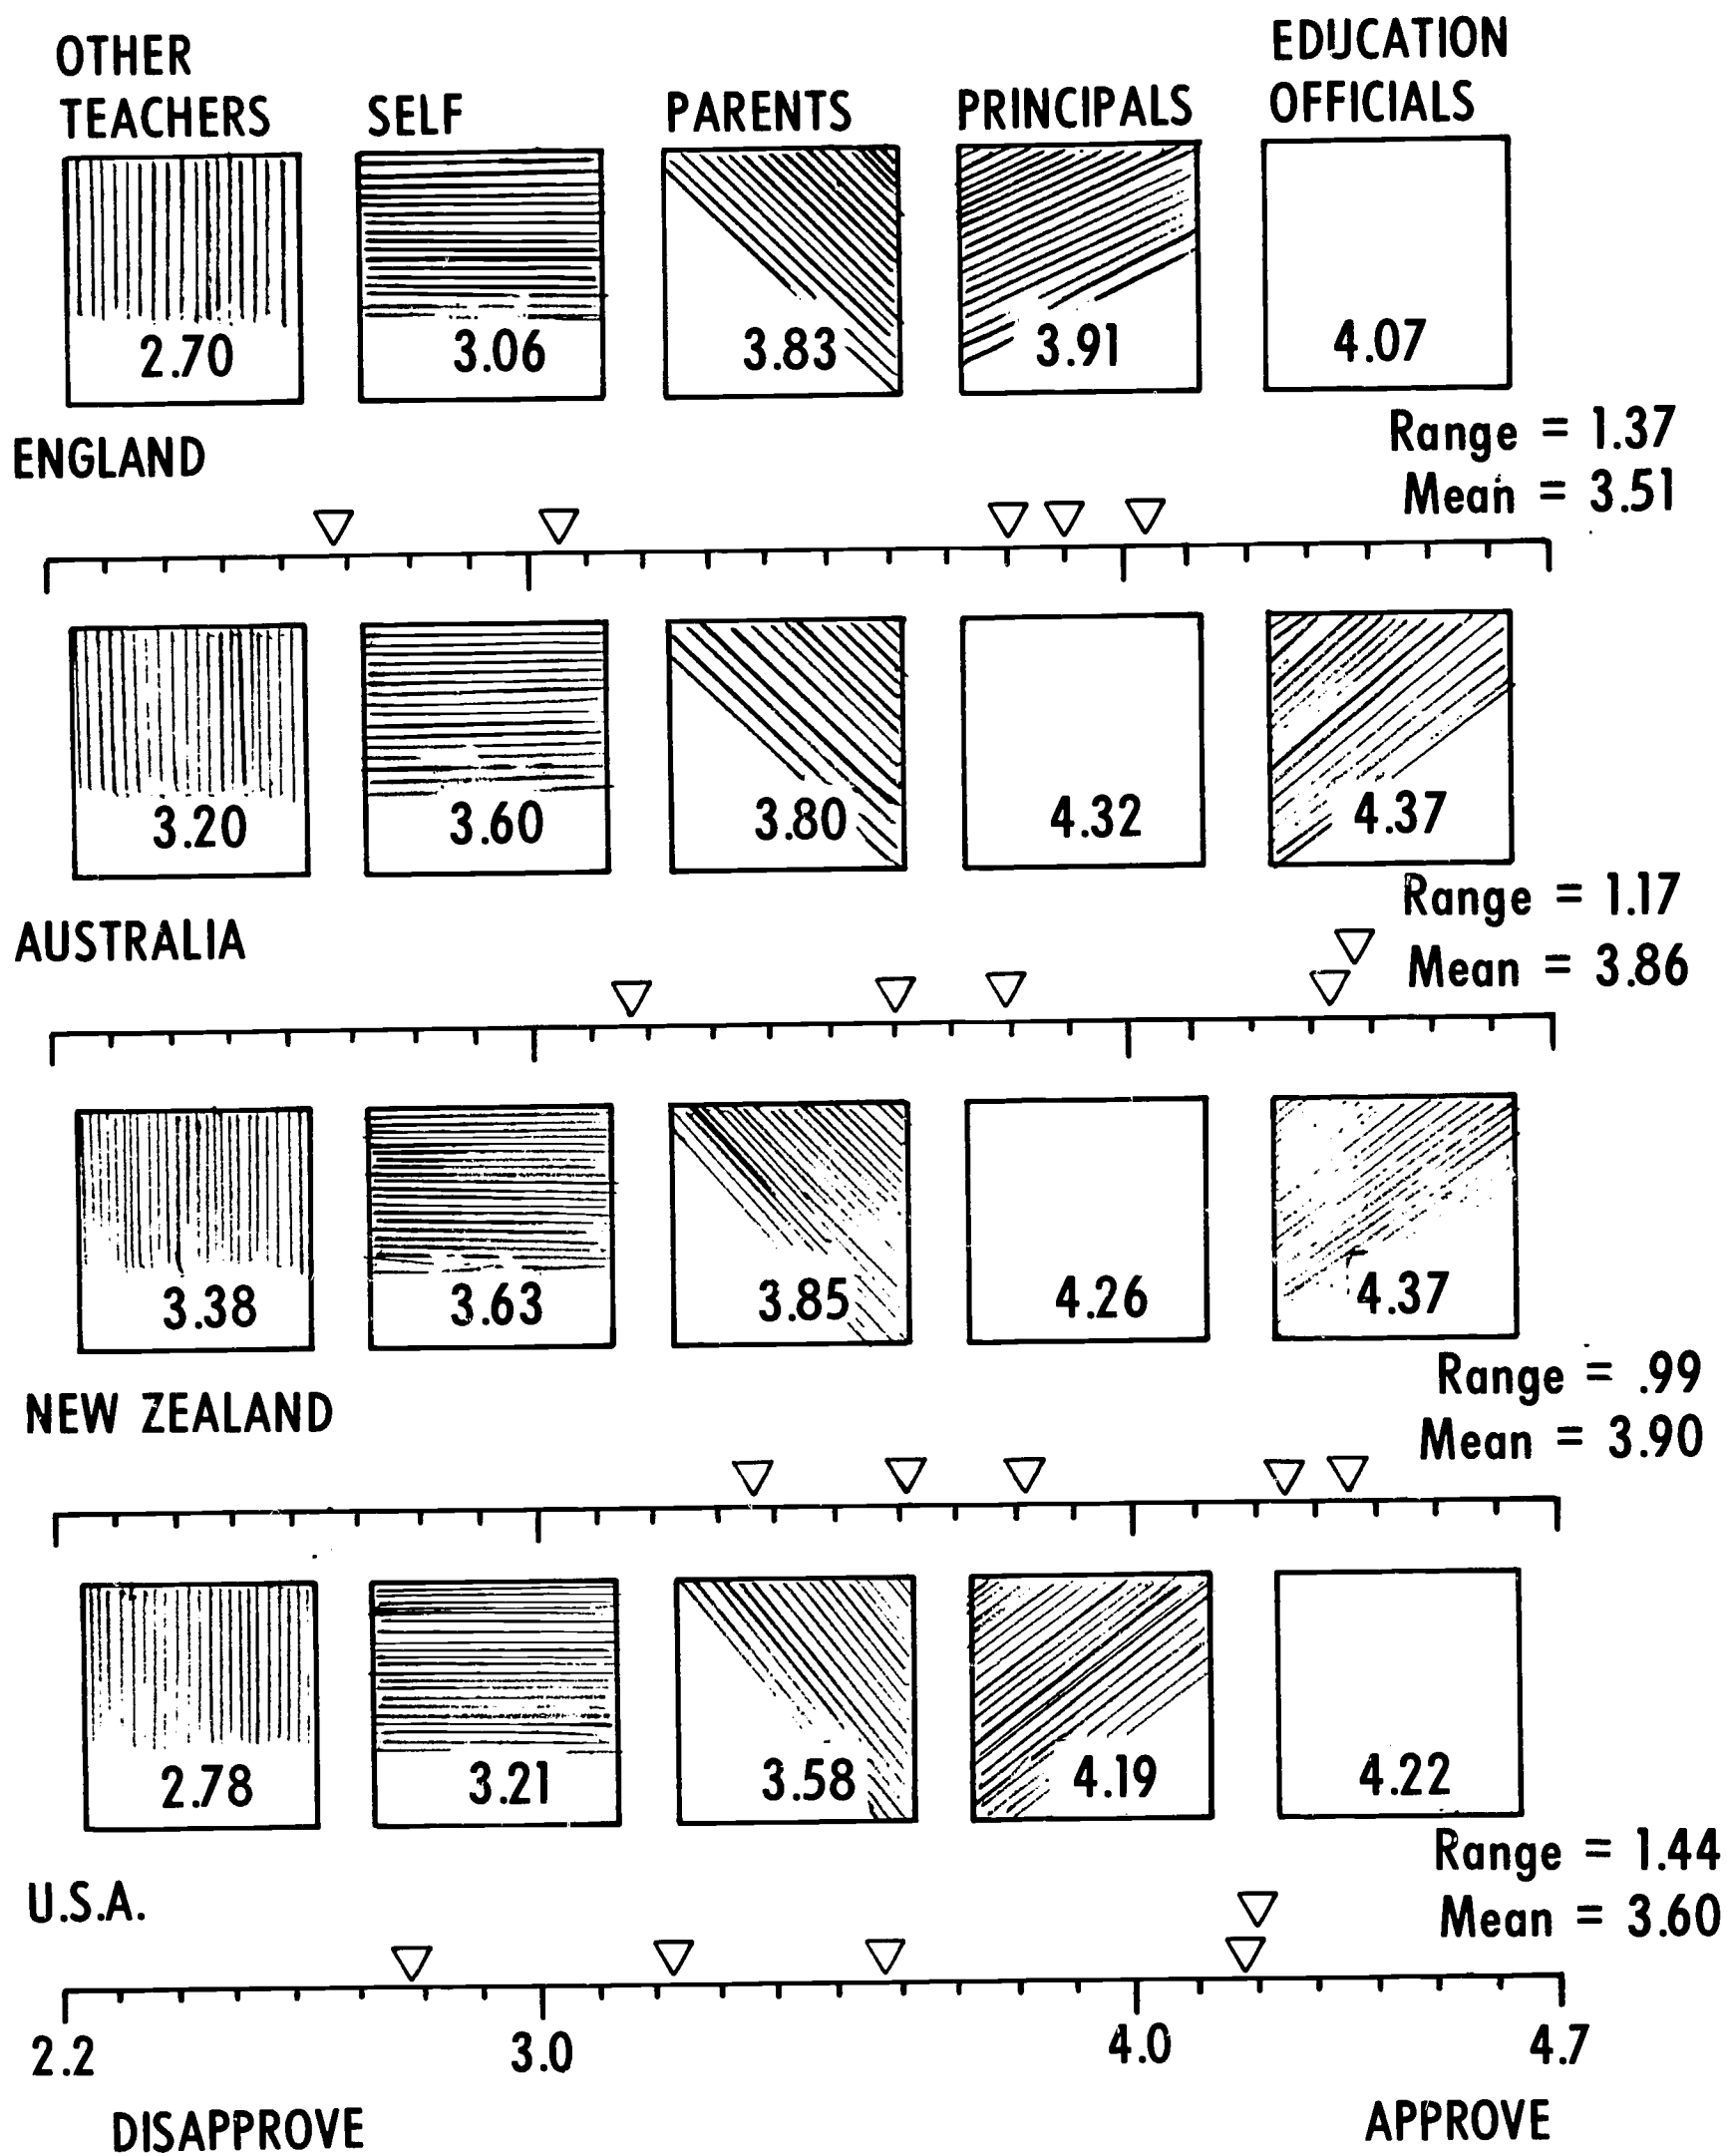 OTHER
TEACHERS
SELF
PARENTS
PRINCIPALS
EDUCATION
OFFICIALS
2.70
3.06
3.83
3.91
4.07
ENGLAND
Range = 1.37
Mean = 3.51
3.20
3.60
3.80
4.32
4.37
AUSTRALIA
Range = 1.17
Mean = 3.86
3.38
3.63
3.85
4.26
4.37
NEW ZEALAND
Range = .99
Mean = 3.90
2.78
3.21
3.58
4.19
4.22
U.S.A.
Range = 1.44
Mean = 3.60
2.2
3.0
4.0
4.7
DISAPPROVE
APPROVE